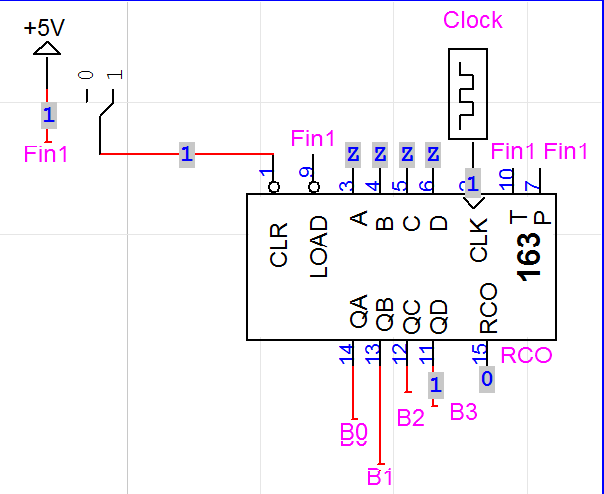 Clock
+5V
0 1
1
Fin1
1
Fin1
Z Z Z Z
Fin1 Fin1
1 9 3 4 5 6 1 10 7
CLR LOAD A B C D CLK T P
163
QA QB QC QD RCO
14 13 12 11 15
RCO
1 0
B0 B2 B3
B1